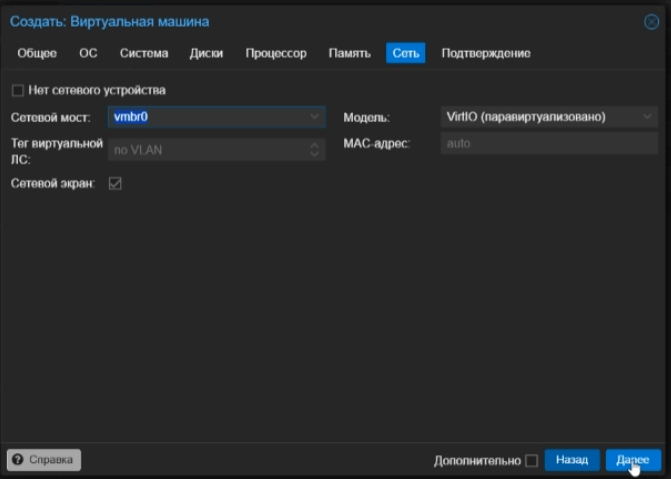 Создать: Виртуальная машина
Общее ОС Система Диски Процессор Память Сеть Подтверждение
Нет сетевого устройства
Сетевой мост: vmbr0 Модель: VirtIO (паравиртуализовано)
Тег виртуальной ЛС: no VLAN MAC-адрес: auto
Сетевой экран:
Справка Дополнительно Назад Далее